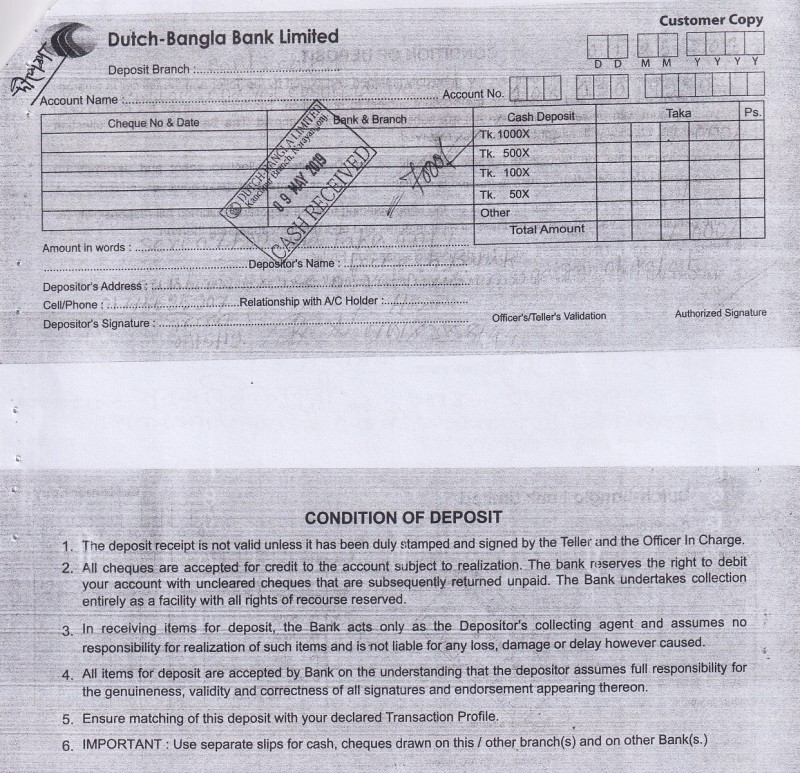 Customer Copy
Dutch-Bangla Bank Limited
D D M M Y Y Y Y
Deposit Branch :
Account Name : Account No.
Cheque No & Date Bank & Branch Cash Deposit Taka Ps.
Tk. 1000X
Tk. 500X
Tk. 100X
Tk. 50X
Other
Total Amount
DUTCH BANGLA LIMITED
09 MAY 2019
CASH RECEIVED
Amount in words :
Depositor's Name :
Depositor's Address :
Cell/Phone : Relationship with A/C Holder :
Depositor's Signature : Officer's/Teller's Validation Authorized Signature
CONDITION OF DEPOSIT
1. The deposit receipt is not valid unless it has been duly stamped and signed by the Teller and the Officer In Charge.
2. All cheques are accepted for credit to the account subject to realization. The bank reserves the right to debit
your account with uncleared cheques that are subsequently returned unpaid. The Bank undertakes collection
entirely as a facility with all rights of recourse reserved.
3. In receiving items for deposit, the Bank acts only as the Depositor's collecting agent and assumes no
responsibility for realization of such items and is not liable for any loss, damage or delay however caused.
4. All items for deposit are accepted by Bank on the understanding that the depositor assumes full responsibility for
the genuineness, validity and correctness of all signatures and endorsement appearing thereon.
5. Ensure matching of this deposit with your declared Transaction Profile.
6. IMPORTANT : Use separate slips for cash, cheques drawn on this / other branch(s) and on other Bank(s.)